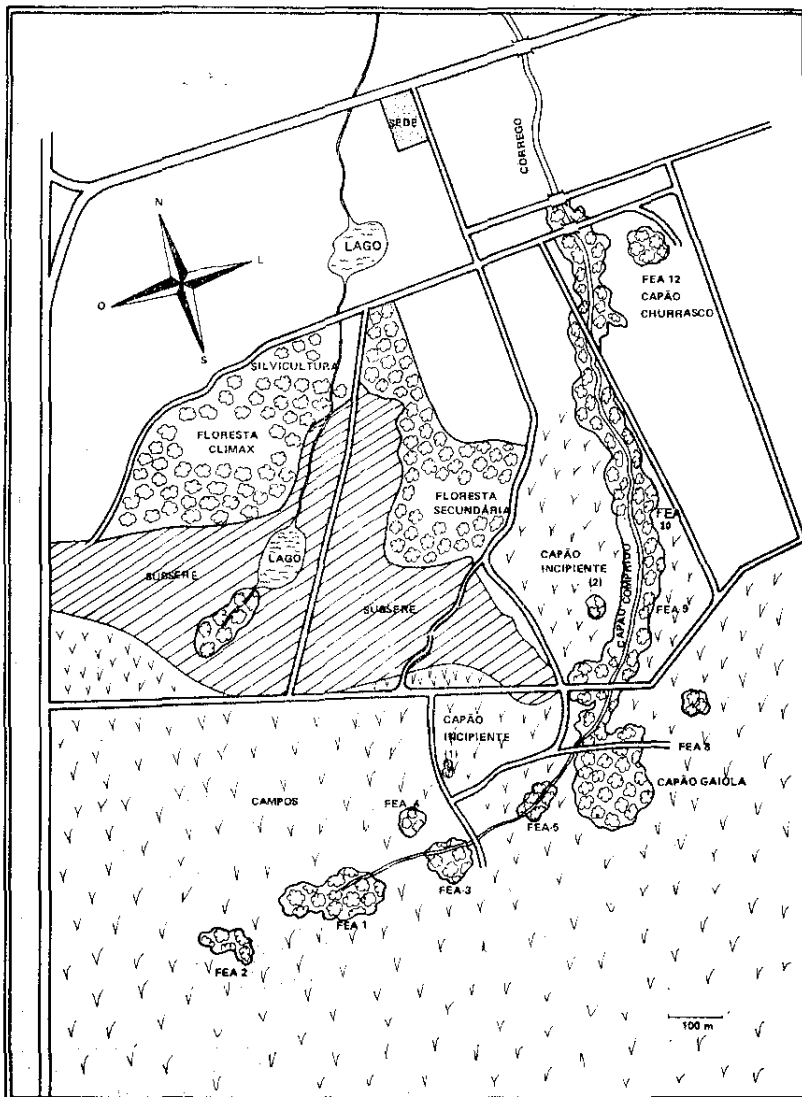 SEDE
CORREGO
N
LAGO
L
O
S
FEA 12
CAPÃO
CHURRASCO
SILVICULTURA
FLORESTA
CLIMAX
FLORESTA
SECUNDÁRIA
FEA
10
CAPÃO
INCIPIENTE
(2)
LAGO
SUBSERE
SUBSERE
CAPÃO COMPRIDO
FEA 9
CAPÃO
INCIPIENTE
(1)
FEA 8
CAPÃO GAIOLA
CAMPOS
FEA 4
FEA-5
FEA-3
FEA 1
FEA 2
100 m